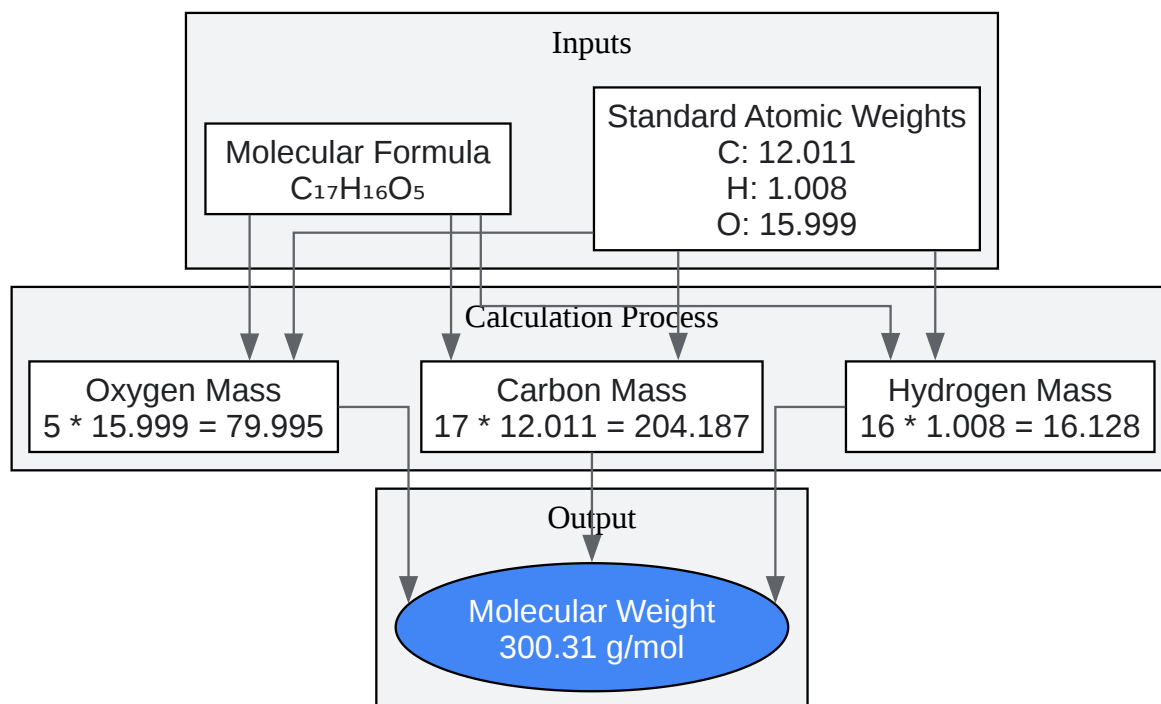 Inputs
Molecular Formula
C₁₇H₁₆O₅
Standard Atomic Weights
C: 12.011
H: 1.008
O: 15.999
Calculation Process
Oxygen Mass
5 * 15.999 = 79.995
Carbon Mass
17 * 12.011 = 204.187
Hydrogen Mass
16 * 1.008 = 16.128
Output
Molecular Weight
300.31 g/mol